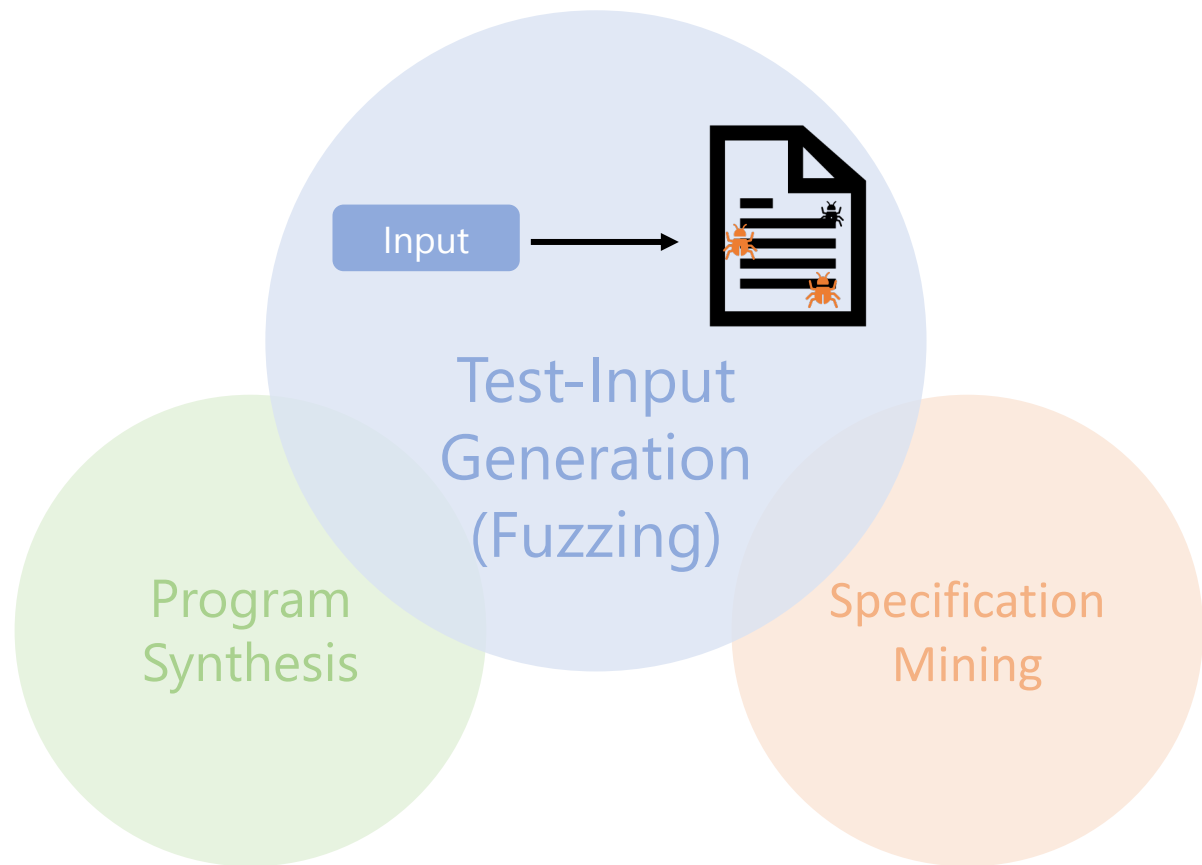 Input
Test-Input
Generation
(Fuzzing)
Program
Synthesis
Specification
Mining